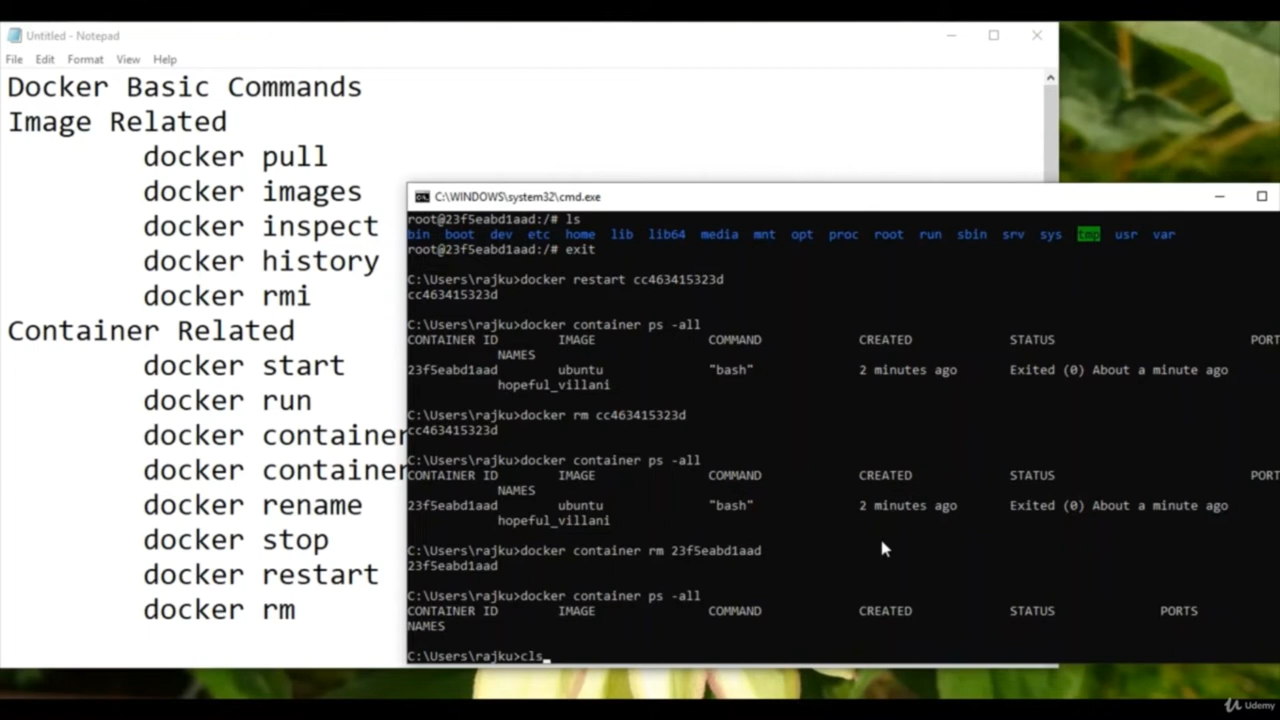 Untitled - Notepad
File Edit Format View Help
Docker Basic Commands
Image Related
docker pull
docker images
docker inspect
docker history
docker rmi
Container Related
docker start
docker run
docker container
docker container
docker rename
docker stop
docker restart
docker rm
C:\WINDOWS\system32\cmd.exe
root@23f5eabd1aad:/# ls
bin boot dev etc home lib lib64 media mnt opt proc root run sbin srv sys tmp usr var
root@23f5eabd1aad:/# exit
C:\Users\rajku>docker restart cc463415323d
cc463415323d
C:\Users\rajku>docker container ps -all
CONTAINER ID IMAGE COMMAND CREATED STATUS PORT
NAMES
23f5eabd1aad ubuntu "bash" 2 minutes ago Exited (0) About a minute ago
hopeful_villani
C:\Users\rajku>docker rm cc463415323d
cc463415323d
C:\Users\rajku>docker container ps -all
CONTAINER ID IMAGE COMMAND CREATED STATUS PORT
NAMES
23f5eabd1aad ubuntu "bash" 2 minutes ago Exited (0) About a minute ago
hopeful_villani
C:\Users\rajku>docker container rm 23f5eabd1aad
23f5eabd1aad
C:\Users\rajku>docker container ps -all
CONTAINER ID IMAGE COMMAND CREATED STATUS PORTS
NAMES
C:\Users\rajku>cls
Udemy